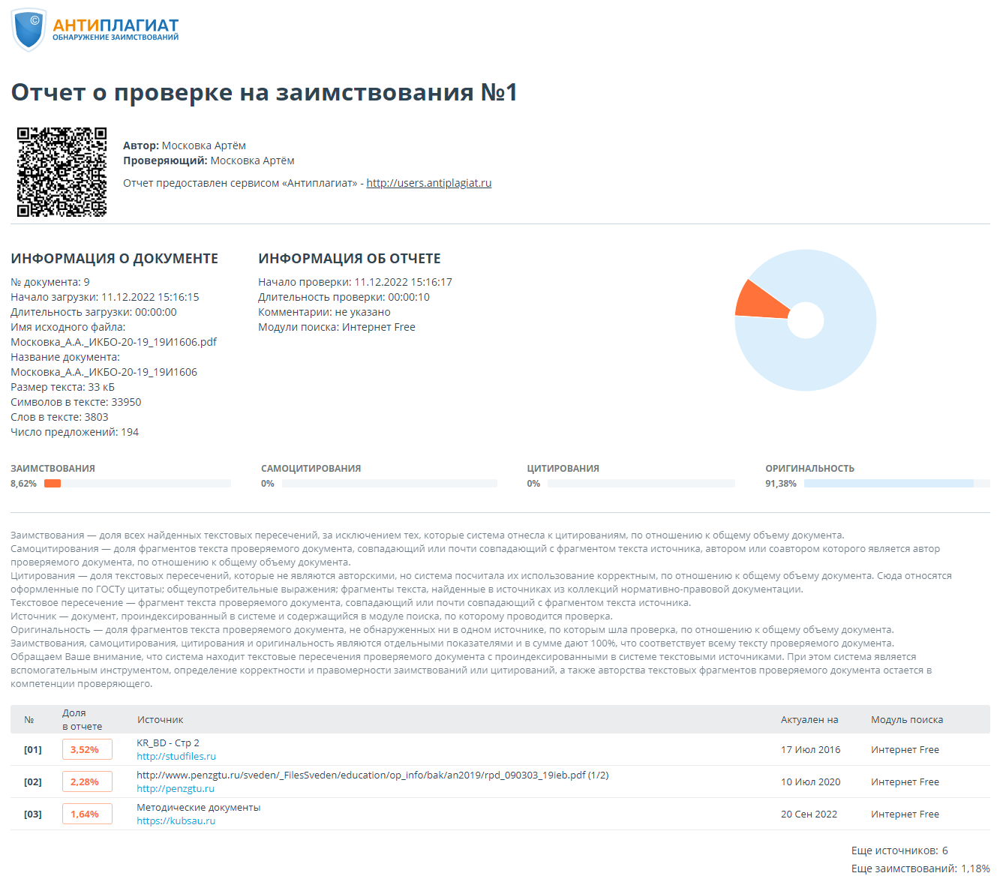 ©
АНТИПЛАГИАТ
ОБНАРУЖЕНИЕ ЗАИМСТВОВАНИЙ
Отчет о проверке на заимствования №1
Автор: Московка Артём
Проверяющий: Московка Артём
Отчет предоставлен сервисом «Антиплагиат» - http://users.antiplagiat.ru
ИНФОРМАЦИЯ О ДОКУМЕНТЕ
№ документа: 9
Начало загрузки: 11.12.2022 15:16:15
Длительность загрузки: 00:00:00
Имя исходного файла:
Московка_А.А._ИКБО-20-19_19И1606.pdf
Название документа:
Московка_А.А._ИКБО-20-19_19И1606
Размер текста: 33 кБ
Символов в тексте: 33950
Слов в тексте: 3803
Число предложений: 194
ИНФОРМАЦИЯ ОБ ОТЧЕТЕ
Начало проверки: 11.12.2022 15:16:17
Длительность проверки: 00:00:10
Комментарии: не указано
Модули поиска: Интернет Free
ЗАИМСТВОВАНИЯ
8,62%
САМОЦИТИРОВАНИЯ
0%
ЦИТИРОВАНИЯ
0%
ОРИГИНАЛЬНОСТЬ
91,38%
Заимствования — доля всех найденных текстовых пересечений, за исключением тех, которые система отнесла к цитированиям, по отношению к общему объему документа.
Самоцитирования — доля фрагментов текста проверяемого документа, совпадающий или почти совпадающий с фрагментом текста источника, автором или соавтором которого является автор
проверяемого документа, по отношению к общему объему документа.
Цитирования — доля текстовых пересечений, которые не являются авторскими, но система посчитала их использование корректным, по отношению к общему объему документа. Сюда относятся
оформленные по ГОСТу цитаты; общеупотребительные выражения; фрагменты текста, найденные в источниках из коллекций нормативно-правовой документации.
Текстовое пересечение — фрагмент текста проверяемого документа, совпадающий или почти совпадающий с фрагментом текста источника.
Источник — документ, проиндексированный в системе и содержащийся в модуле поиска, по которому проводится проверка.
Оригинальность — доля фрагментов текста проверяемого документа, не обнаруженных ни в одном источнике, по которым шла проверка, по отношению к общему объему документа.
Заимствования, самоцитирования, цитирования и оригинальность являются отдельными показателями и в сумме дают 100%, что соответствует всему тексту проверяемого документа.
Обращаем Ваше внимание, что система находит текстовые пересечения проверяемого документа с проиндексированными в системе текстовыми источниками. При этом система является
вспомогательным инструментом, определение корректности и правомерности заимствований или цитирований, а также авторства текстовых фрагментов проверяемого документа остается в
компетенции проверяющего.
№ Доля в отчете Источник Актуален на Модуль поиска
[01] 3,52% KR_BD - Стр 2 17 Июл 2016 Интернет Free
http://studfiles.ru
[02] 2,28% http://www.penzgtu.ru/sveden/_FilesSveden/education/op_info/bak/an2019/rpd_090303_19ieb.pdf (1/2) 10 Июл 2020 Интернет Free
http://penzgtu.ru
[03] 1,64% Методические документы 20 Сен 2022 Интернет Free
https://kubsau.ru
Еще источников: 6
Еще заимствований: 1,18%